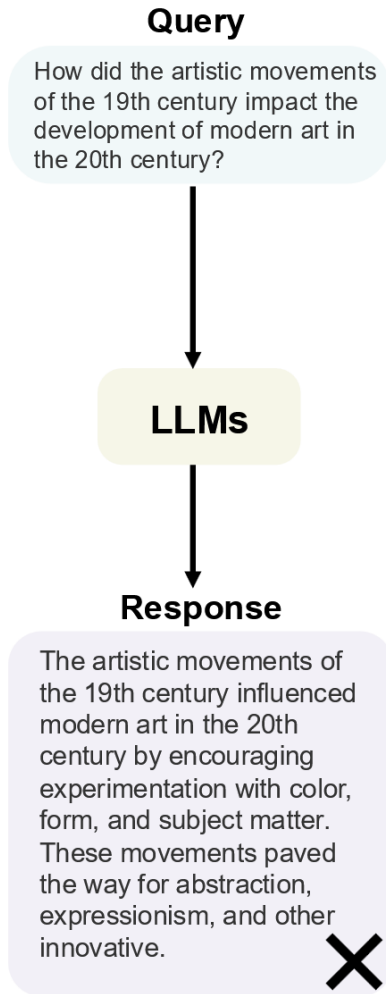 Query
How did the artistic movements
of the 19th century impact the
development of modern art in
the 20th century?
LLMs
Response
The artistic movements of
the 19th century influenced
modern art in the 20th
century by encouraging
experimentation with color,
form, and subject matter.
These movements paved
the way for abstraction,
expressionism, and other
innovative.